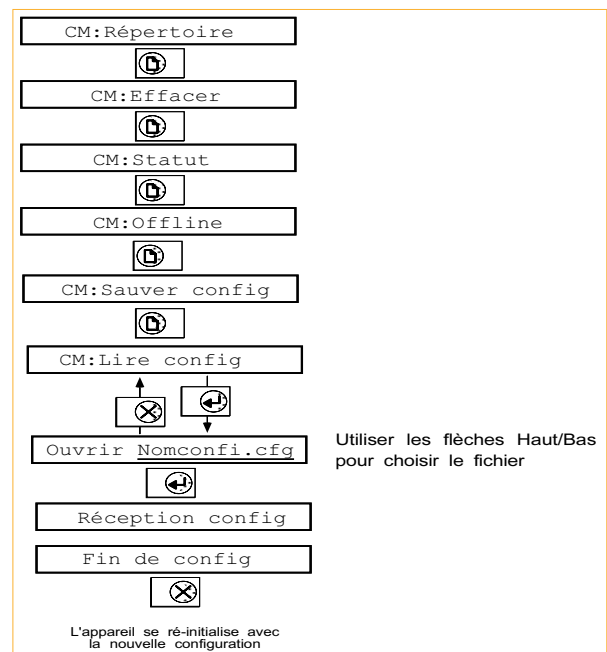 CM:Répertoire
CM:Effacer
CM:Statut
CM:Offline
CM:Sauver config
CM:Lire config
Ouvrir Nomconfi.cfg
Utiliser les flèches Haut/Bas
pour choisir le fichier
Réception config
Fin de config
L'appareil se ré-initialise avec
la nouvelle configuration